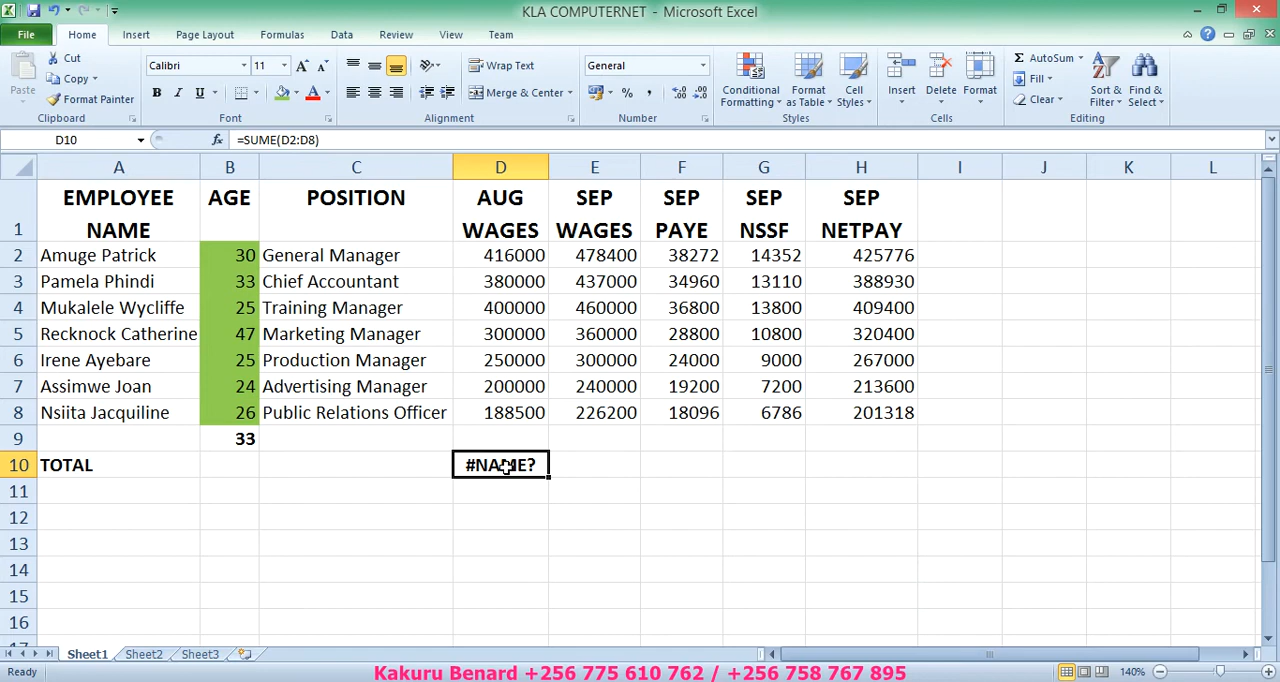 KLA COMPUTERNET - Microsoft Excel
File Home Insert Page Layout Formulas Data Review View Team
Paste
Cut
Copy
Format Painter
Clipboard
Calibri 11
B I U
Font
Wrap Text
Merge & Center
Alignment
General
%
Number
Conditional Formatting
Format as Table
Cell Styles
Styles
Insert Delete Format
Cells
Σ AutoSum
Fill
Clear
Sort & Filter
Find & Select
Editing
D10 fx =SUME(D2:D8)
A B C D E F G H I J K L
1 EMPLOYEE NAME AGE POSITION AUG WAGES SEP WAGES SEP PAYE SEP NSSF SEP NETPAY
2 Amuge Patrick 30 General Manager 416000 478400 38272 14352 425776
3 Pamela Phindi 33 Chief Accountant 380000 437000 34960 13110 388930
4 Mukalele Wycliffe 25 Training Manager 400000 460000 36800 13800 409400
5 Recknock Catherine 47 Marketing Manager 300000 360000 28800 10800 320400
6 Irene Ayebare 25 Production Manager 250000 300000 24000 9000 267000
7 Assimwe Joan 24 Advertising Manager 200000 240000 19200 7200 213600
8 Nsiita Jacquiline 26 Public Relations Officer 188500 226200 18096 6786 201318
9 33
10 TOTAL #NAME?
11
12
13
14
15
16
17
Sheet1 Sheet2 Sheet3
Ready
Kakuru Benard +256 775 610 762 / +256 758 767 895
140%